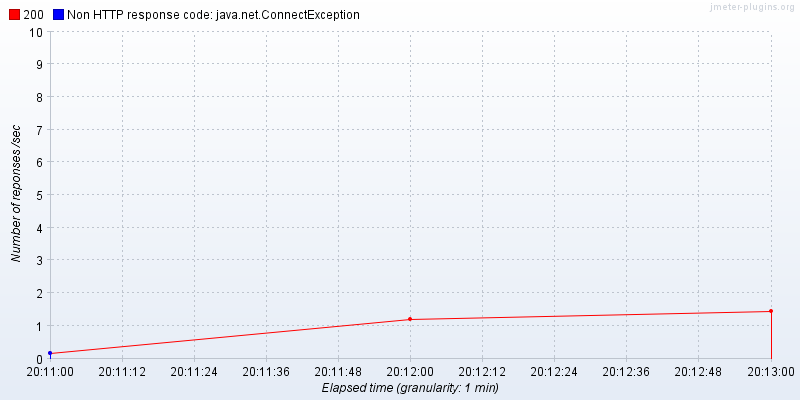 200 Non HTTP response code: java.net.ConnectException
jmeter-plugins.org
10
9
8
7
6
5
4
3
2
1
0
Number of reponses /sec
20:11:00 20:11:12 20:11:24 20:11:36 20:11:48 20:12:00 20:12:12 20:12:24 20:12:36 20:12:48 20:13:00
Elapsed time (granularity: 1 min)